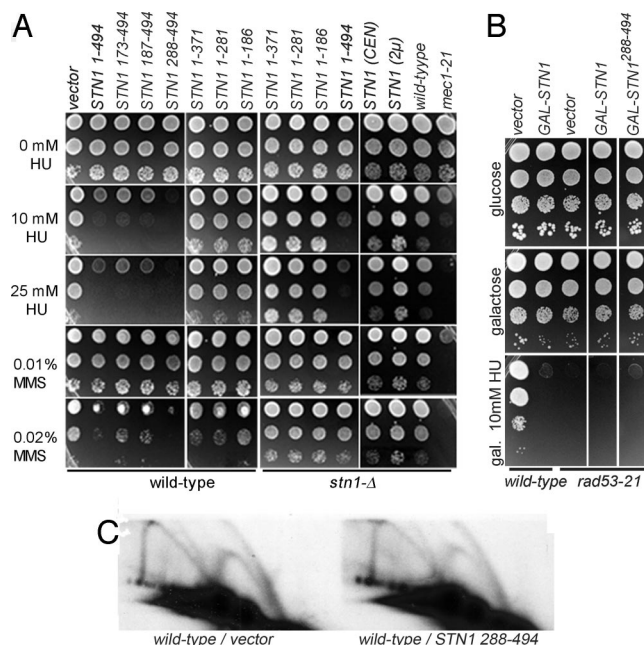 A
vector
STN1 1-494
STN1 173-494
STN1 187-494
STN1 288-494
STN1 1-371
STN1 1-281
STN1 1-186
STN1 1-371
STN1 1-281
STN1 1-186
STN1 1-494
STN1 (CEN)
STN1 (2μ)
wild-tyype
mec1-21
0 mM
HU
10 mM
HU
25 mM
HU
0.01%
MMS
0.02%
MMS
wild-type
stn1-Δ
B
vector
GAL-STN1
vector
GAL-STN1
GAL-STN1288-494
glucose
galactose
gal. 10mM HU
wild-type
rad53-21
C
wild-type / vector
wild-type / STN1 288-494